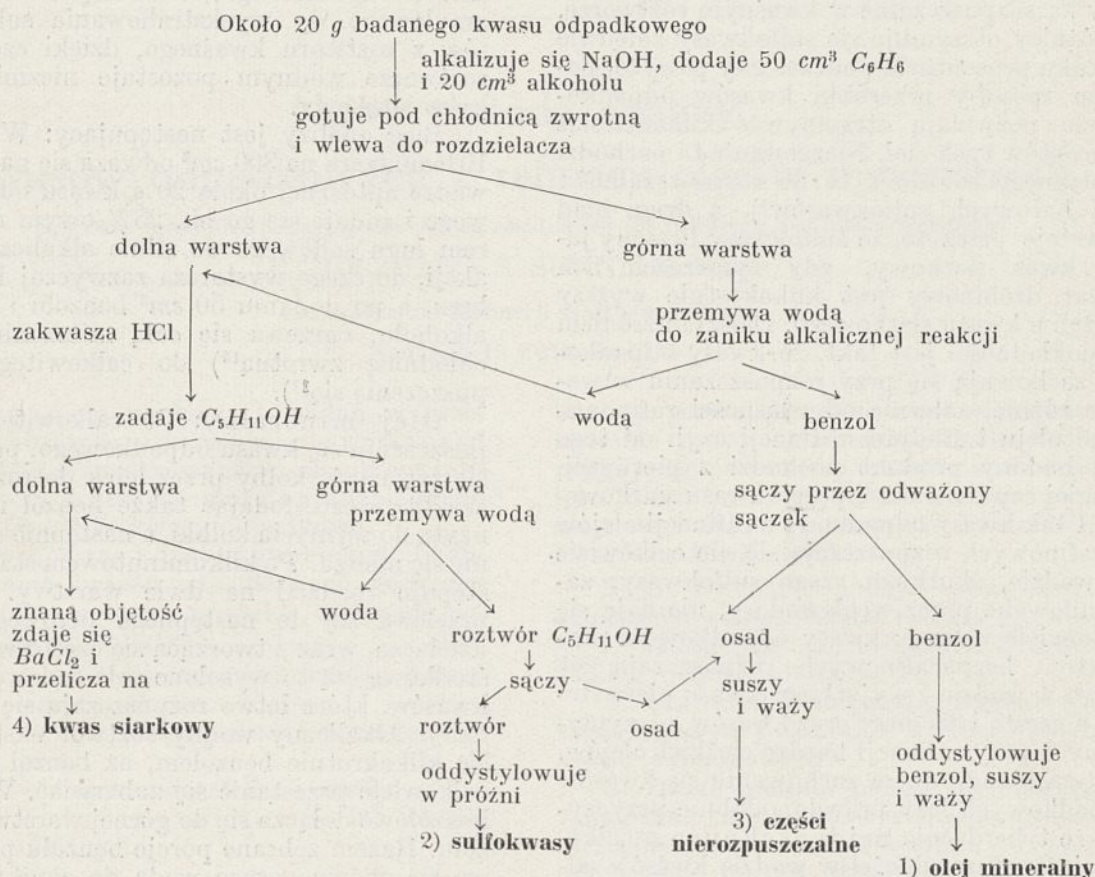 Około 20 g badanego kwasu odpadkowego
alkalizuje się NaOH, dodaje 50 cm³ C₆H₆
i 20 cm³ alkoholu
gotuje pod chłodnicą zwrotną
i wlewa do rozdzielacza
dolna warstwa
górna warstwa
zakwasza HCl
przemywa wodą
do zaniku alkalicznej reakcji
zadaje C₅H₁₁OH
woda
benzol
dolna warstwa
górna warstwa
przemywa wodą
sączy przez odważony
sączek
znaną objętość
zdaje się
BaCl₂ i
przelicza na
4) kwas siarkowy
woda
roztwór C₅H₁₁OH
osad
benzol
sączy
suszy
i waży
roztwór
osad
oddystylowuje
w próżni
2) sulfokwasy
3) części
nierozpuszczalne
oddystylowuje
benzol, suszy
i waży
1) olej mineralny